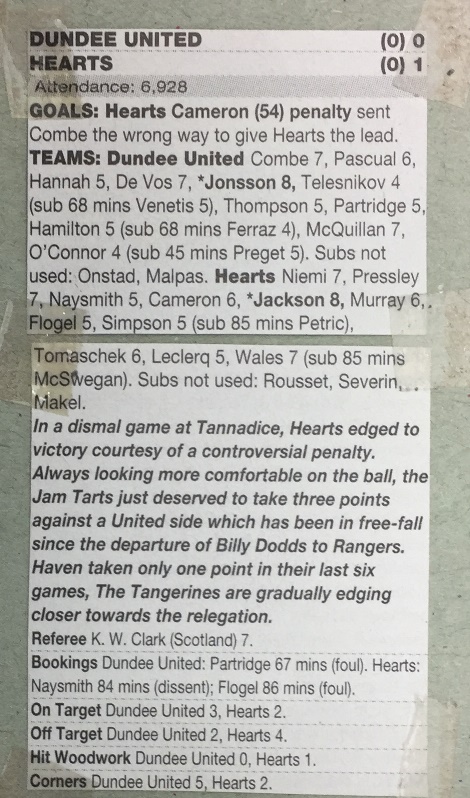 DUNDEE UNITED (0) 0
HEARTS (0) 1
Attendance: 6,928
GOALS: Hearts Cameron (54) penalty sent
Combe the wrong way to give Hearts the lead.
TEAMS: Dundee United Combe 7, Pascual 6,
Hannah 5, De Vos 7, *Jonsson 8, Telesnikov 4
(sub 68 mins Venetis 5), Thompson 5, Partridge 5,
Hamilton 5 (sub 68 mins Ferraz 4), McQuillan 7,
O'Connor 4 (sub 45 mins Preget 5). Subs not
used: Onstad, Malpas. Hearts Niemi 7, Pressley
7, Naysmith 5, Cameron 6, *Jackson 8, Murray 6,
Flogel 5, Simpson 5 (sub 85 mins Petric),
Tomaschek 6, Leclerq 5, Wales 7 (sub 85 mins
McSwegan). Subs not used: Rousset, Severin,
Makel.
In a dismal game at Tannadice, Hearts edged to
victory courtesy of a controversial penalty.
Always looking more comfortable on the ball, the
Jam Tarts just deserved to take three points
against a United side which has been in free-fall
since the departure of Billy Dodds to Rangers.
Haven taken only one point in their last six
games, The Tangerines are gradually edging
closer towards the relegation.
Referee K. W. Clark (Scotland) 7.
Bookings Dundee United: Partridge 67 mins (foul). Hearts:
Naysmith 84 mins (dissent); Flogel 86 mins (foul).
On Target Dundee United 3, Hearts 2.
Off Target Dundee United 2, Hearts 4.
Hit Woodwork Dundee United 0, Hearts 1.
Corners Dundee United 5, Hearts 2.